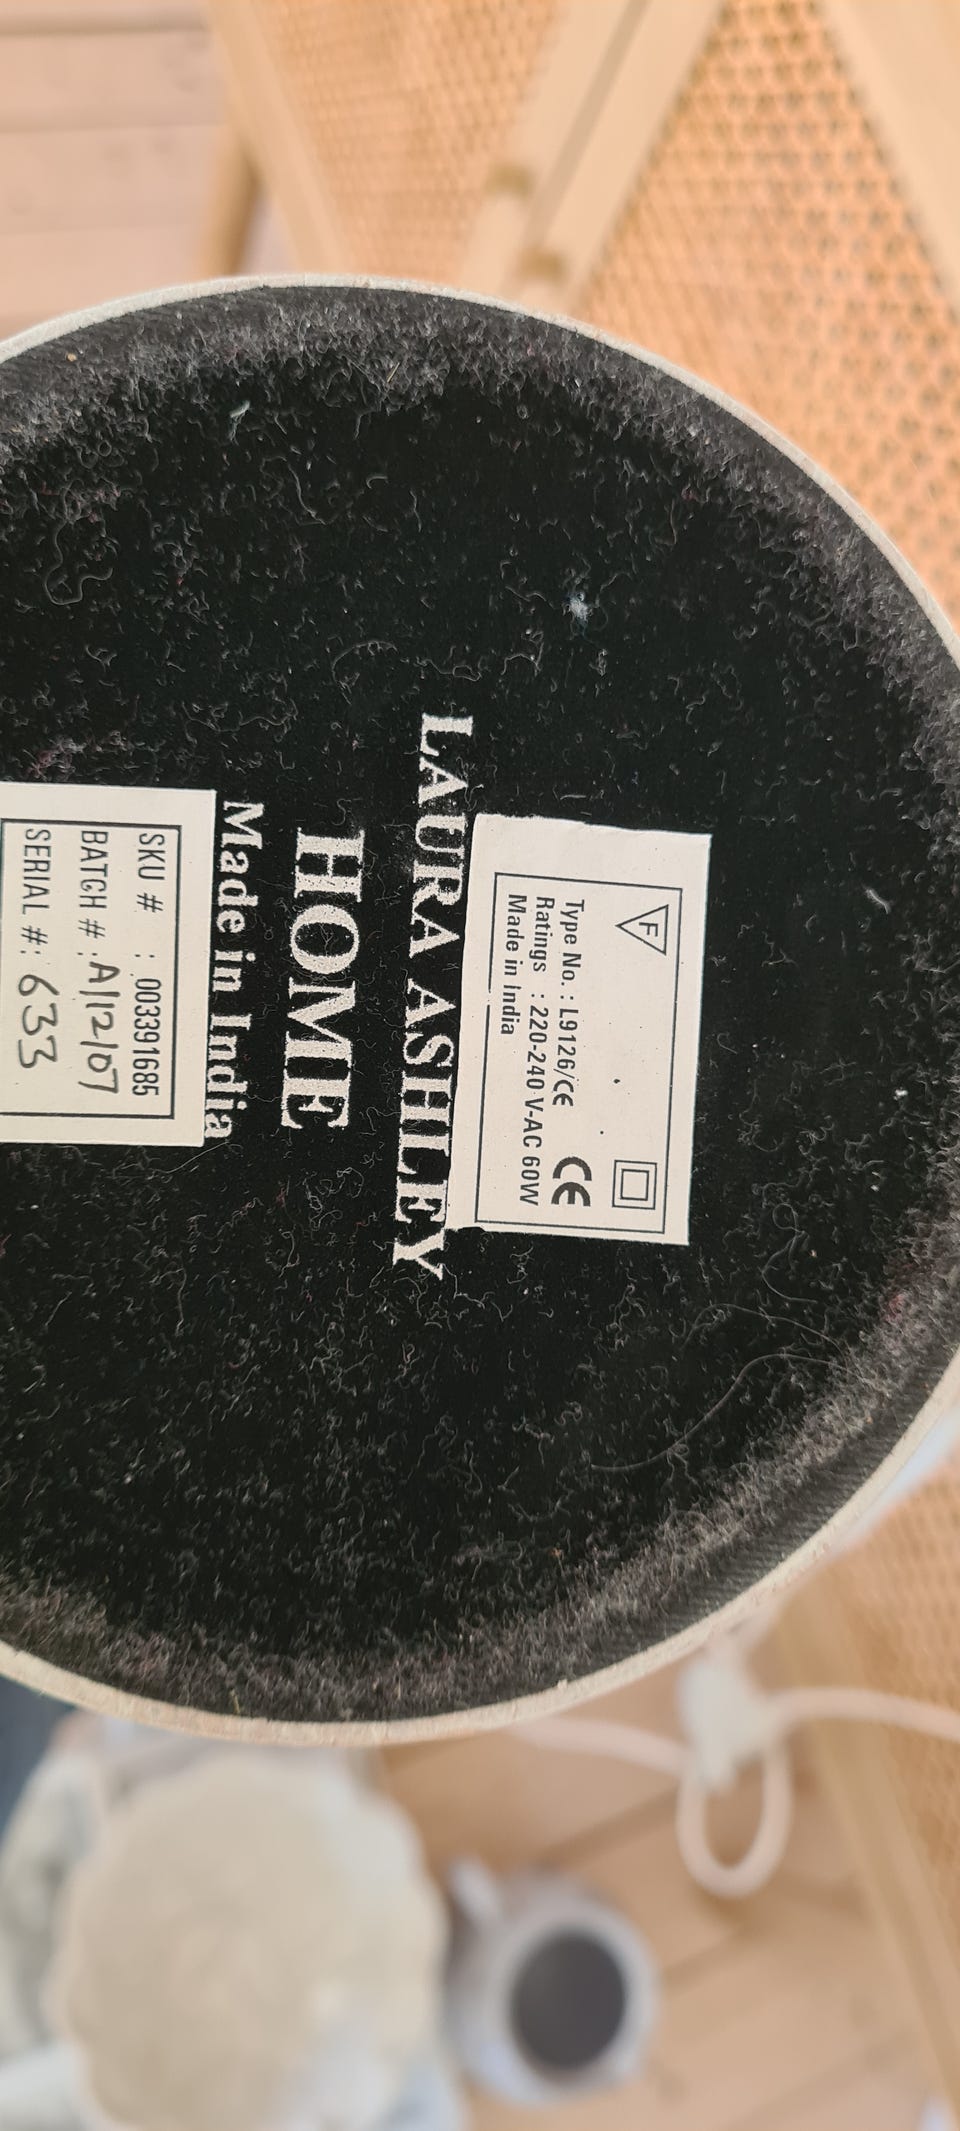 F
Type No. : L9126/CE
Ratings : 220-240 V-AC 60W
Made in India
CE
LAURA ASHLEY
HOME
Made in India
SKU # : 003391685
BATCH # : A/12/07
SERIAL #: 633